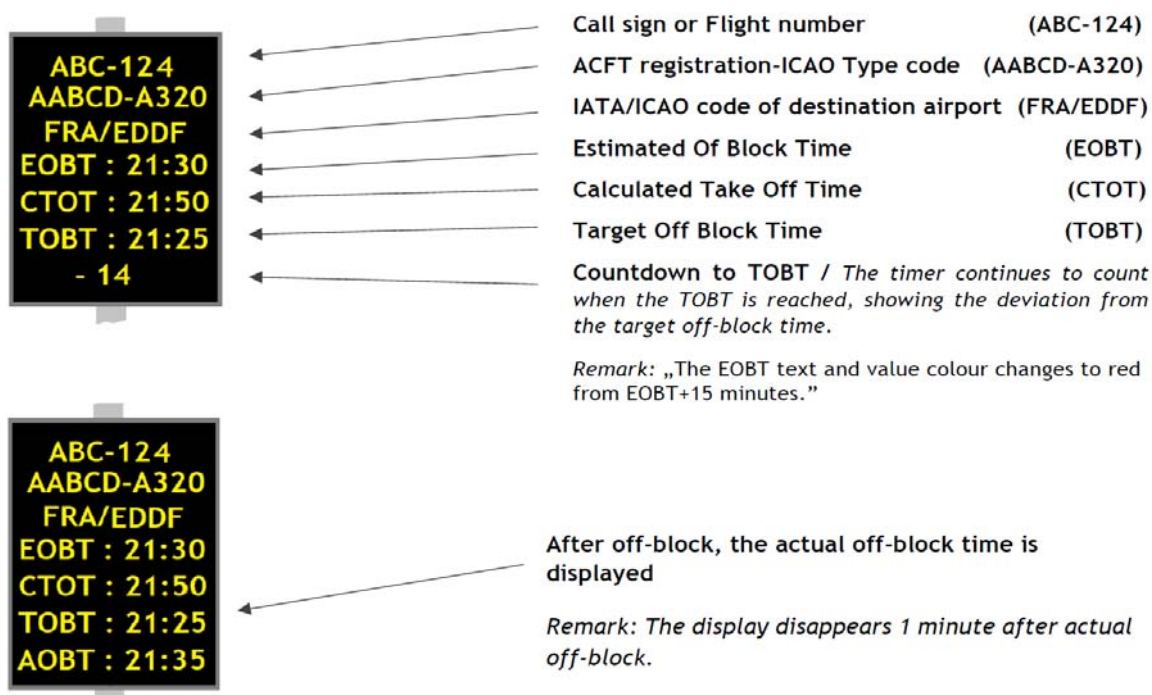 ABC-124
AABCD-A320
FRA/EDDF
EOBT : 21:30
CTOT : 21:50
TOBT : 21:25
- 14
Call sign or Flight number (ABC-124)
ACFT registration-ICAO Type code (AABCD-A320)
IATA/ICAO code of destination airport (FRA/EDDF)
Estimated Of Block Time (EOBT)
Calculated Take Off Time (CTOT)
Target Off Block Time (TOBT)
Countdown to TOBT / The timer continues to count
when the TOBT is reached, showing the deviation from
the target off-block time.
Remark: „The EOBT text and value colour changes to red
from EOBT+15 minutes.”
ABC-124
AABCD-A320
FRA/EDDF
EOBT : 21:30
CTOT : 21:50
TOBT : 21:25
AOBT : 21:35
After off-block, the actual off-block time is
displayed
Remark: The display disappears 1 minute after actual
off-block.